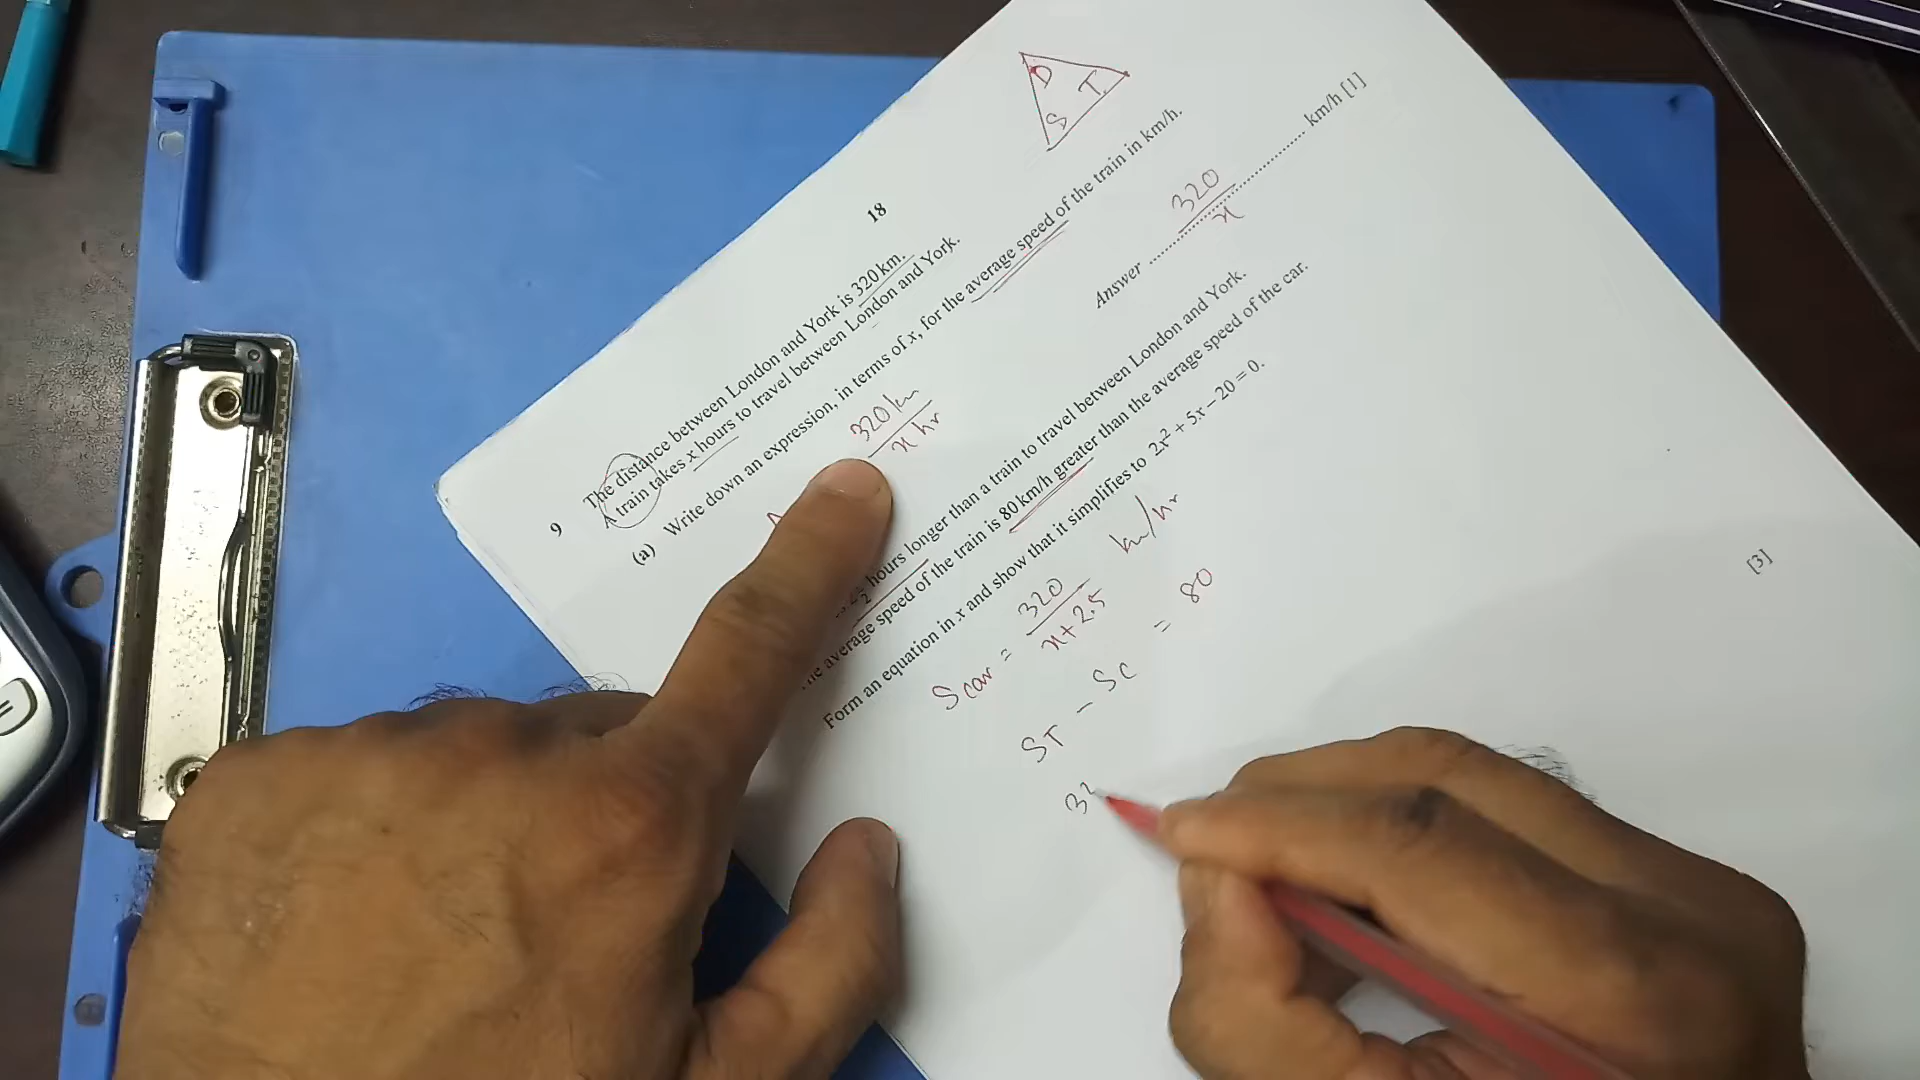 18
D
S T
9 The distance between London and York is 320 km.
A train takes x hours to travel between London and York.
(a) Write down an expression, in terms of x, for the average speed of the train in km/h.
320 km
x hr
320
x
Answer ........................ km/h [1]
hours longer than a train to travel between London and York.
average speed of the train is 80 km/h greater than the average speed of the car.
Form an equation in x and show that it simplifies to 2x² + 5x − 20 = 0.
[3]
Scar = 320 km/hr
x+2.5
ST − SC = 80
32